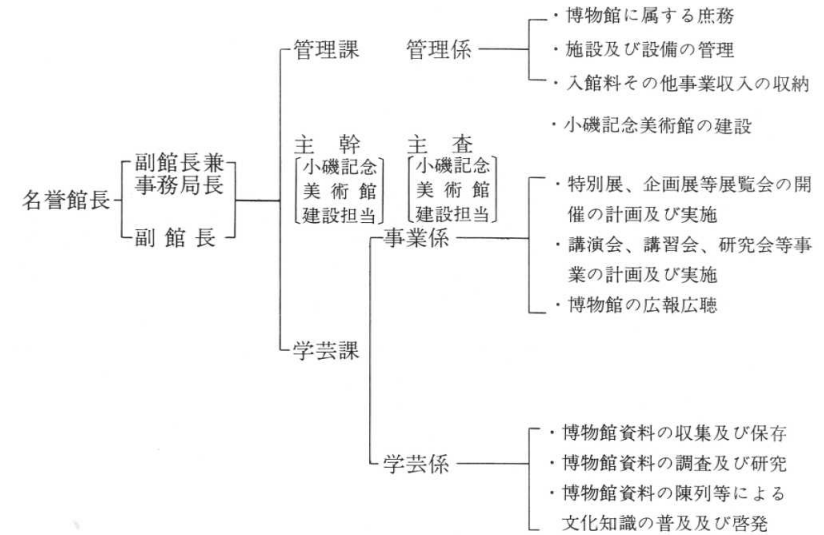 名誉館長
副館長兼
事務局長
副館長
管理課
管理係
・博物館に属する庶務
・施設及び設備の管理
・入館料その他事業収入の収納
主幹
〔小磯記念
美術館
建設担当〕
主査
〔小磯記念
美術館
建設担当〕
・小磯記念美術館の建設
学芸課
事業係
・特別展、企画展等展覧会の開
催の計画及び実施
・講演会、講習会、研究会等事
業の計画及び実施
・博物館の広報広聴
学芸係
・博物館資料の収集及び保存
・博物館資料の調査及び研究
・博物館資料の陳列等による
文化知識の普及及び啓発